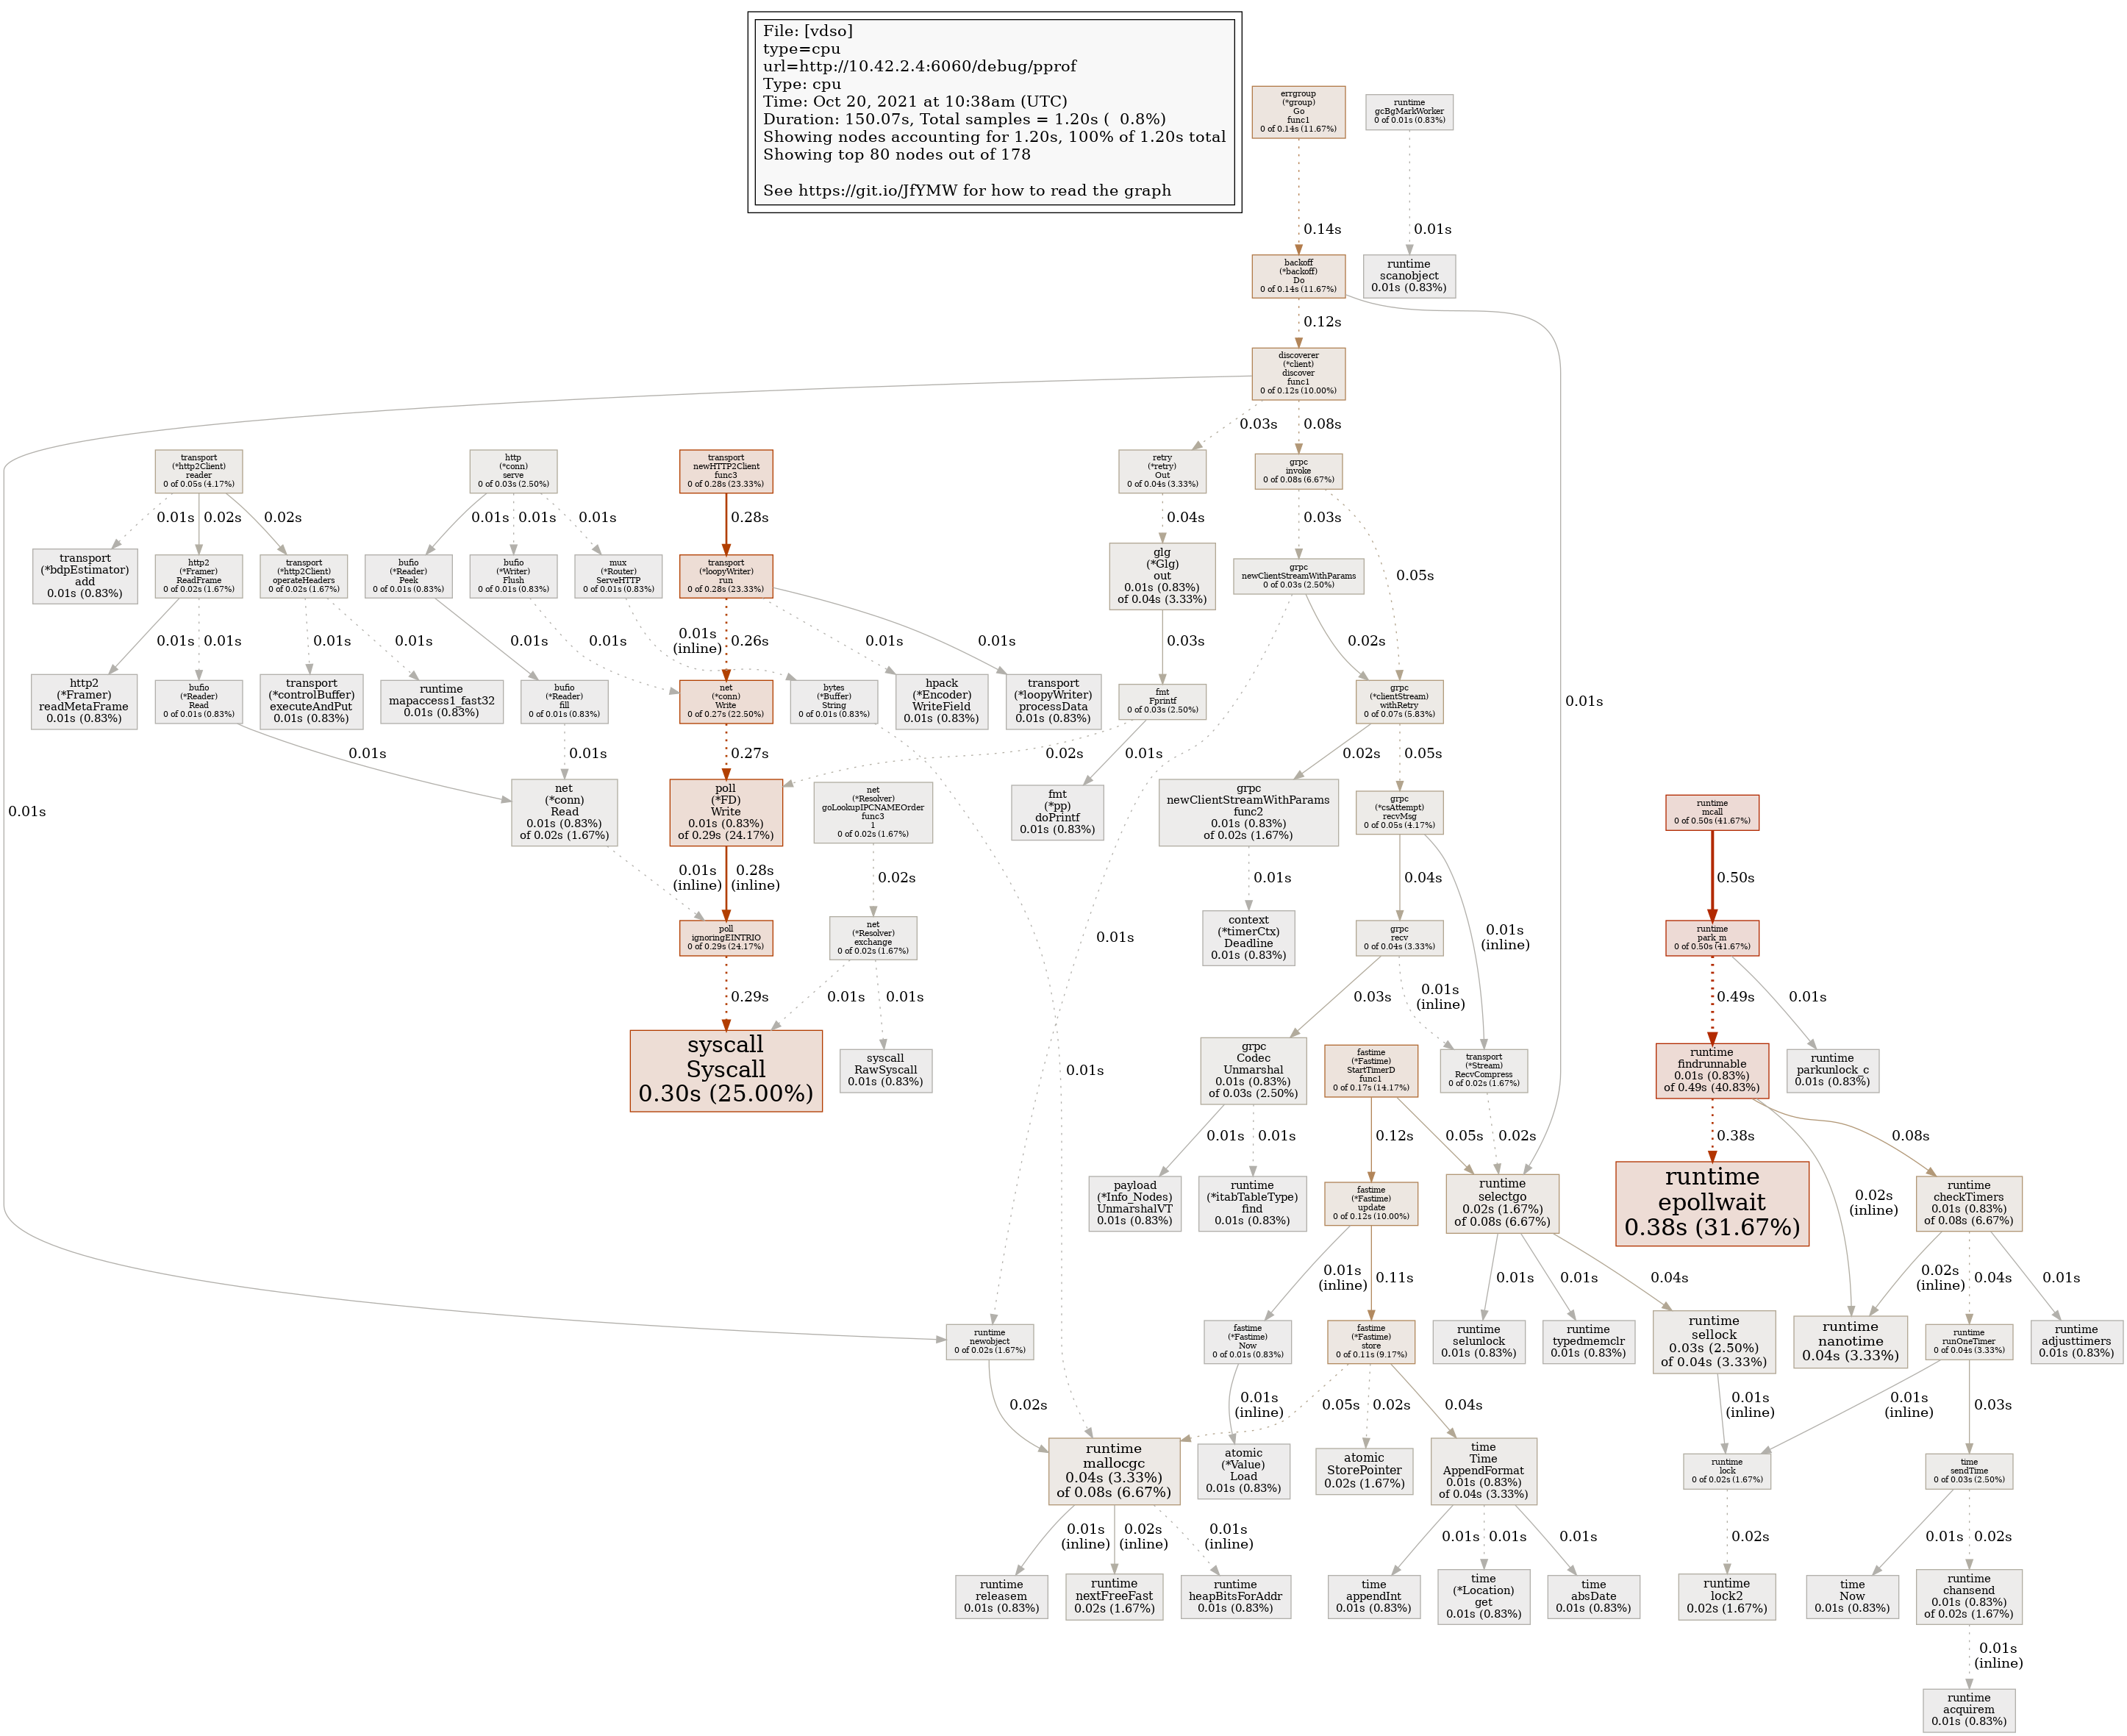 File: [vdso]
type=cpu
url=http://10.42.2.4:6060/debug/pprof
Type: cpu
Time: Oct 20, 2021 at 10:38am (UTC)
Duration: 150.07s, Total samples = 1.20s ( 0.8%)
Showing nodes accounting for 1.20s, 100% of 1.20s total
Showing top 80 nodes out of 178
See https://git.io/JfYMW for how to read the graph
errgroup
(*group)
Go
func1
0 of 0.14s (11.67%)
runtime
gcBgMarkWorker
0 of 0.01s (0.83%)
0.14s
0.01s
backoff
(*backoff)
Do
0 of 0.14s (11.67%)
runtime
scanobject
0.01s (0.83%)
0.12s
discoverer
(*client)
discover
func1
0 of 0.12s (10.00%)
0.03s
0.08s
transport
(*http2Client)
reader
0 of 0.05s (4.17%)
http
(*conn)
serve
0 of 0.03s (2.50%)
transport
newHTTP2Client
func3
0 of 0.28s (23.33%)
retry
(*retry)
Out
0 of 0.04s (3.33%)
grpc
invoke
0 of 0.08s (6.67%)
0.01s
0.02s
0.02s
0.01s
0.01s
0.01s
0.28s
0.04s
0.03s
0.05s
transport
(*bdpEstimator)
add
0.01s (0.83%)
http2
(*Framer)
ReadFrame
0 of 0.02s (1.67%)
transport
(*http2Client)
operateHeaders
0 of 0.02s (1.67%)
bufio
(*Reader)
Peek
0 of 0.01s (0.83%)
bufio
(*Writer)
Flush
0 of 0.01s (0.83%)
mux
(*Router)
ServeHTTP
0 of 0.01s (0.83%)
transport
(*loopyWriter)
run
0 of 0.28s (23.33%)
glg
(*Glg)
out
0.01s (0.83%)
of 0.04s (3.33%)
grpc
newClientStreamWithParams
0 of 0.03s (2.50%)
0.01s
0.01s
0.01s
0.01s
0.01s
0.01s
0.01s
(inline)
0.26s
0.01s
0.01s
0.03s
0.02s
0.01s
http2
(*Framer)
readMetaFrame
0.01s (0.83%)
bufio
(*Reader)
Read
0 of 0.01s (0.83%)
transport
(*controlBuffer)
executeAndPut
0.01s (0.83%)
runtime
mapaccess1_fast32
0.01s (0.83%)
bufio
(*Reader)
fill
0 of 0.01s (0.83%)
net
(*conn)
Write
0 of 0.27s (22.50%)
bytes
(*Buffer)
String
0 of 0.01s (0.83%)
hpack
(*Encoder)
WriteField
0.01s (0.83%)
transport
(*loopyWriter)
processData
0.01s (0.83%)
fmt
Fprintf
0 of 0.03s (2.50%)
grpc
(*clientStream)
withRetry
0 of 0.07s (5.83%)
0.01s
0.01s
0.01s
0.27s
0.02s
0.01s
0.02s
0.05s
net
(*conn)
Read
0.01s (0.83%)
of 0.02s (1.67%)
poll
(*FD)
Write
0.01s (0.83%)
of 0.29s (24.17%)
net
(*Resolver)
goLookupIPCNAMEOrder
func3
1
0 of 0.02s (1.67%)
fmt
(*pp)
doPrintf
0.01s (0.83%)
grpc
newClientStreamWithParams
func2
0.01s (0.83%)
of 0.02s (1.67%)
grpc
(*csAttempt)
recvMsg
0 of 0.05s (4.17%)
runtime
mcall
0 of 0.50s (41.67%)
0.01s
(inline)
0.28s
(inline)
0.02s
0.01s
0.04s
0.01s
(inline)
0.50s
poll
ignoringEINTRIO
0 of 0.29s (24.17%)
net
(*Resolver)
exchange
0 of 0.02s (1.67%)
context
(*timerCtx)
Deadline
0.01s (0.83%)
grpc
recv
0 of 0.04s (3.33%)
runtime
park_m
0 of 0.50s (41.67%)
0.01s
0.29s
0.01s
0.01s
0.03s
0.01s
(inline)
0.49s
0.01s
syscall
Syscall
0.30s (25.00%)
syscall
RawSyscall
0.01s (0.83%)
0.01s
grpc
Codec
Unmarshal
0.01s (0.83%)
of 0.03s (2.50%)
fastime
(*Fastime)
StartTimerD
func1
0 of 0.17s (14.17%)
transport
(*Stream)
RecvCompress
0 of 0.02s (1.67%)
runtime
findrunnable
0.01s (0.83%)
of 0.49s (40.83%)
runtime
parkunlock_c
0.01s (0.83%)
0.01s
0.01s
0.12s
0.05s
0.02s
0.38s
0.02s
(inline)
0.08s
payload
(*Info_Nodes)
UnmarshalVT
0.01s (0.83%)
runtime
(*itabTableType)
find
0.01s (0.83%)
fastime
(*Fastime)
update
0 of 0.12s (10.00%)
runtime
selectgo
0.02s (1.67%)
of 0.08s (6.67%)
runtime
epollwait
0.38s (31.67%)
runtime
checkTimers
0.01s (0.83%)
of 0.08s (6.67%)
0.01s
(inline)
0.11s
0.01s
0.01s
0.04s
0.02s
(inline)
0.04s
0.01s
runtime
newobject
0 of 0.02s (1.67%)
fastime
(*Fastime)
Now
0 of 0.01s (0.83%)
fastime
(*Fastime)
store
0 of 0.11s (9.17%)
runtime
selunlock
0.01s (0.83%)
runtime
typedmemclr
0.01s (0.83%)
runtime
sellock
0.03s (2.50%)
of 0.04s (3.33%)
runtime
nanotime
0.04s (3.33%)
runtime
runOneTimer
0 of 0.04s (3.33%)
runtime
adjusttimers
0.01s (0.83%)
0.02s
0.01s
(inline)
0.05s
0.02s
0.04s
0.01s
(inline)
0.01s
(inline)
0.03s
runtime
mallocgc
0.04s (3.33%)
of 0.08s (6.67%)
atomic
(*Value)
Load
0.01s (0.83%)
atomic
StorePointer
0.02s (1.67%)
time
Time
AppendFormat
0.01s (0.83%)
of 0.04s (3.33%)
runtime
lock
0 of 0.02s (1.67%)
time
sendTime
0 of 0.03s (2.50%)
0.01s
(inline)
0.02s
(inline)
0.01s
(inline)
0.01s
0.01s
0.01s
0.02s
0.01s
0.02s
runtime
releasem
0.01s (0.83%)
runtime
nextFreeFast
0.02s (1.67%)
runtime
heapBitsForAddr
0.01s (0.83%)
time
appendInt
0.01s (0.83%)
time
(*Location)
get
0.01s (0.83%)
time
absDate
0.01s (0.83%)
runtime
lock2
0.02s (1.67%)
time
Now
0.01s (0.83%)
runtime
chansend
0.01s (0.83%)
of 0.02s (1.67%)
0.01s
(inline)
runtime
acquirem
0.01s (0.83%)